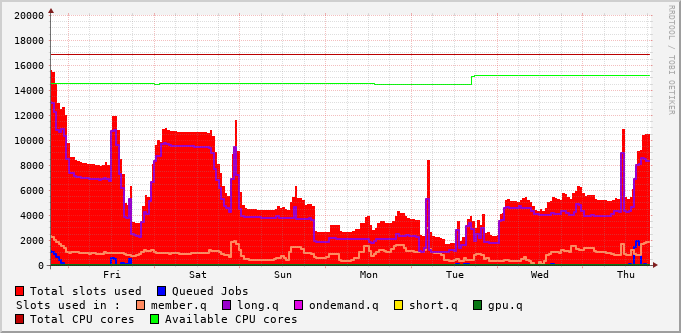 20000
18000
16000
14000
12000
10000
8000
6000
4000
2000
0
Fri Sat Sun Mon Tue Wed Thu
RRDTOOL / TOBI OETIKER
Total slots used Queued Jobs
Slots used in : member.q long.q ondemand.q short.q gpu.q
Total CPU cores Available CPU cores